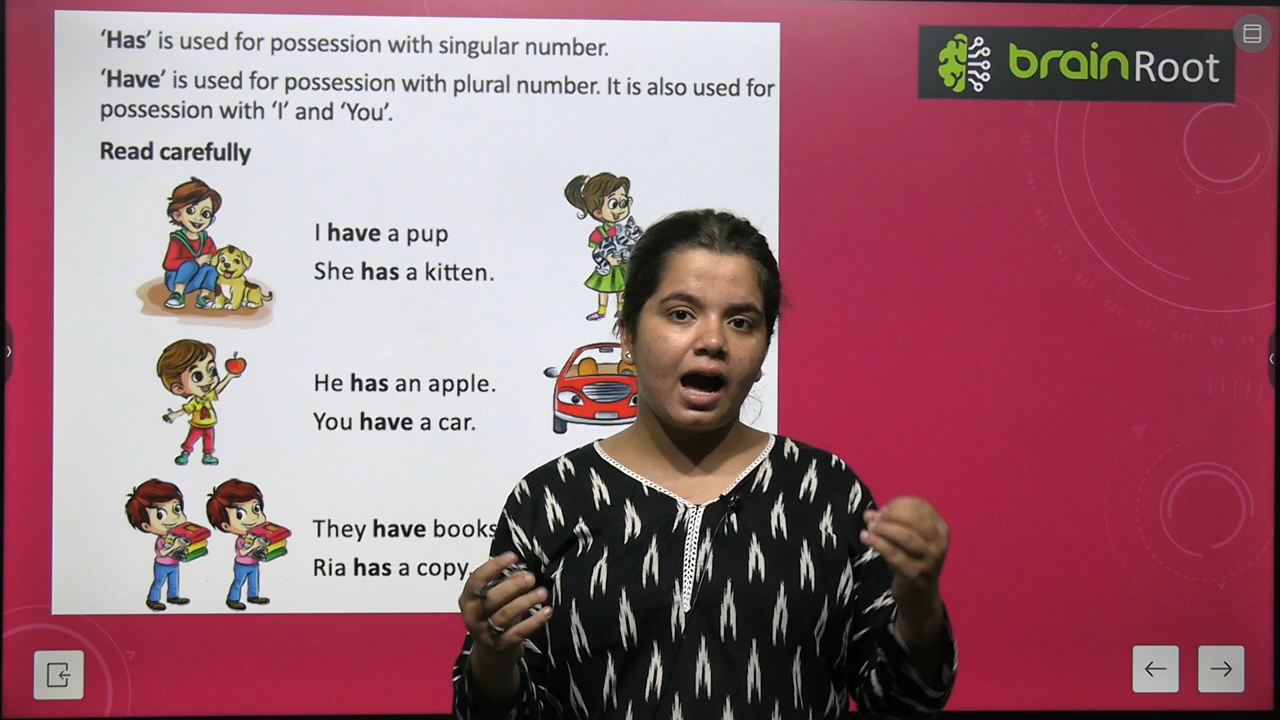 ‘Has’ is used for possession with singular number.
‘Have’ is used for possession with plural number. It is also used for
possession with ‘I’ and ‘You’.
Read carefully
I have a pup
She has a kitten.
He has an apple.
You have a car.
They have books
Ria has a copy.
brainRoot